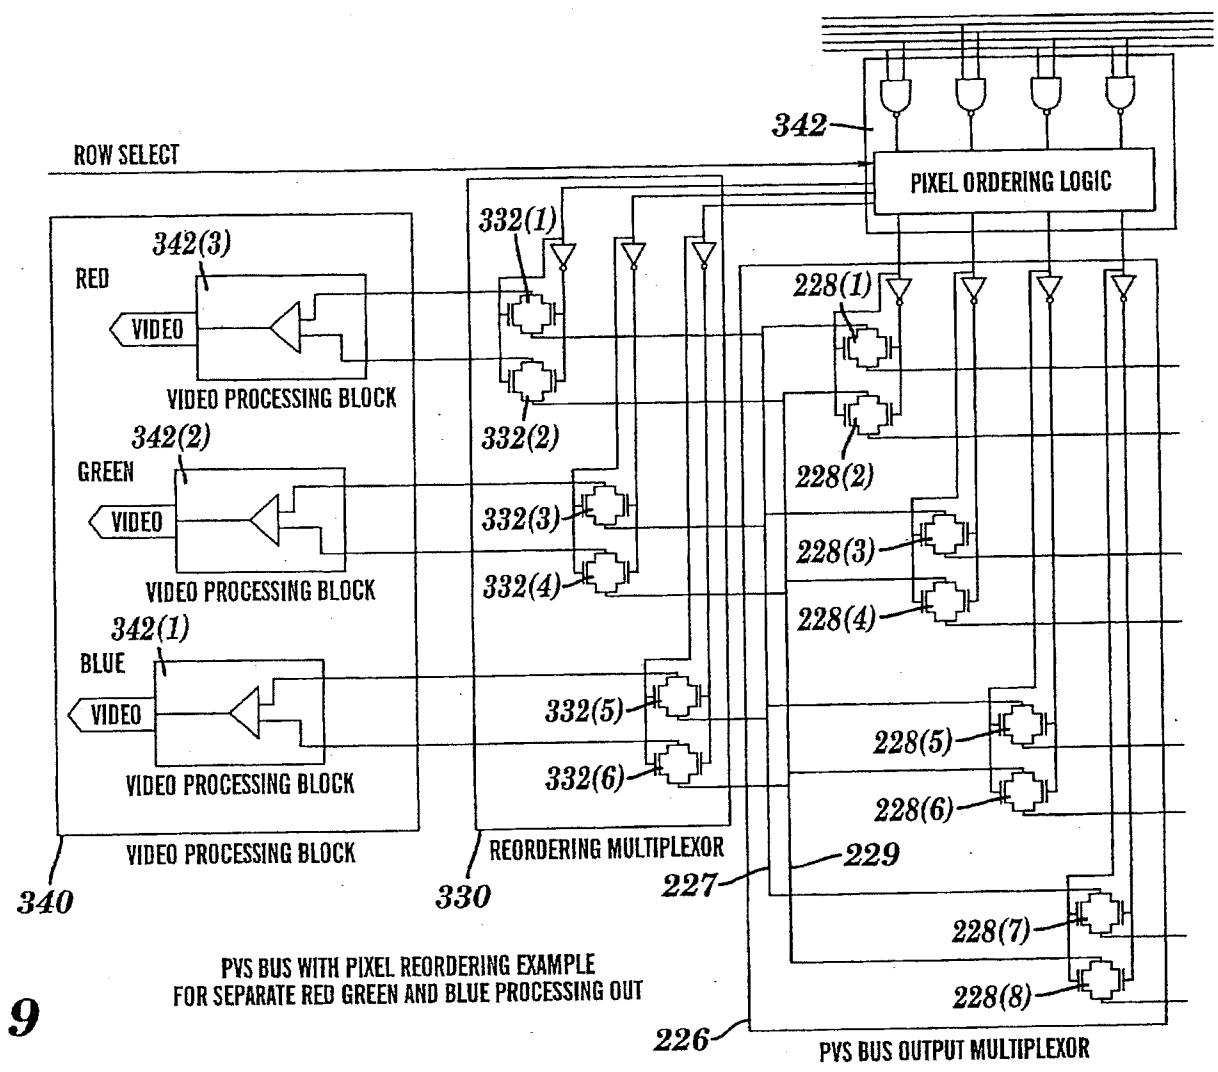 342
ROW SELECT
PIXEL ORDERING LOGIC
332(1)
342(3)
RED
228(1)
VIDEO
VIDEO PROCESSING BLOCK
332(2)
342(2)
GREEN
228(2)
VIDEO
332(3)
228(3)
VIDEO PROCESSING BLOCK
332(4)
228(4)
342(1)
BLUE
VIDEO
332(5)
228(5)
VIDEO PROCESSING BLOCK
332(6)
228(6)
VIDEO PROCESSING BLOCK
REORDERING MULTIPLEXOR
229
227
340
330
228(7)
PVS BUS WITH PIXEL REORDERING EXAMPLE
FOR SEPARATE RED GREEN AND BLUE PROCESSING OUT
228(8)
9
226
PVS BUS OUTPUT MULTIPLEXOR